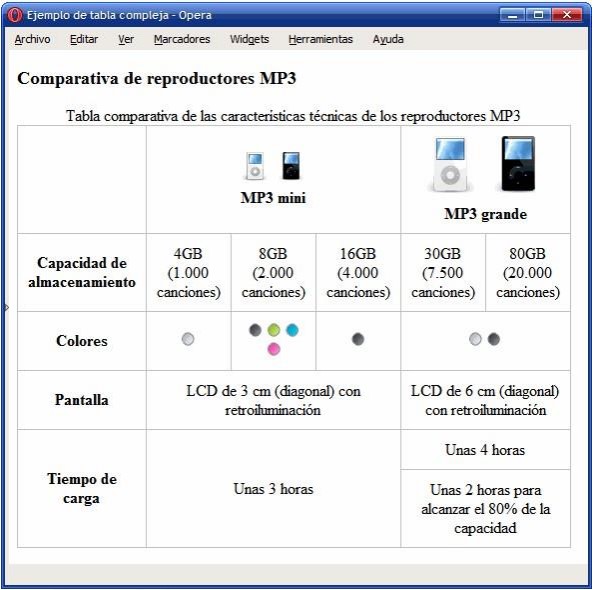 Ejemplo de tabla compleja - Opera
Archivo Editar Ver Marcadores Widgets Herramientas Ayuda
Comparativa de reproductores MP3
Tabla comparativa de las caracteristicas técnicas de los reproductores MP3
MP3 mini
MP3 grande
Capacidad de
almacenamiento
4GB
(1.000
canciones)
8GB
(2.000
canciones)
16GB
(4.000
canciones)
30GB
(7.500
canciones)
80GB
(20.000
canciones)
Colores
Pantalla
LCD de 3 cm (diagonal) con
retroiluminación
LCD de 6 cm (diagonal)
con retroiluminación
Tiempo de
carga
Unas 3 horas
Unas 4 horas
Unas 2 horas para
alcanzar el 80% de la
capacidad